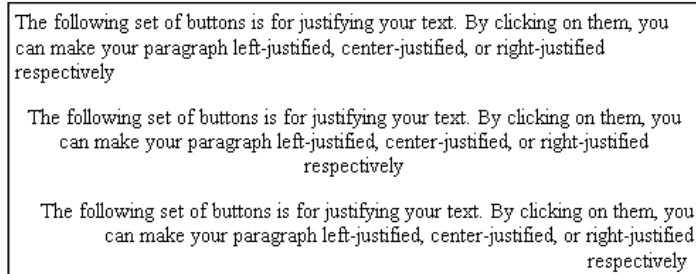 The following set of buttons is for justifying your text. By clicking on them, you
can make your paragraph left-justified, center-justified, or right-justified
respectively
The following set of buttons is for justifying your text. By clicking on them, you
can make your paragraph left-justified, center-justified, or right-justified
respectively
The following set of buttons is for justifying your text. By clicking on them, you
can make your paragraph left-justified, center-justified, or right-justified
respectively